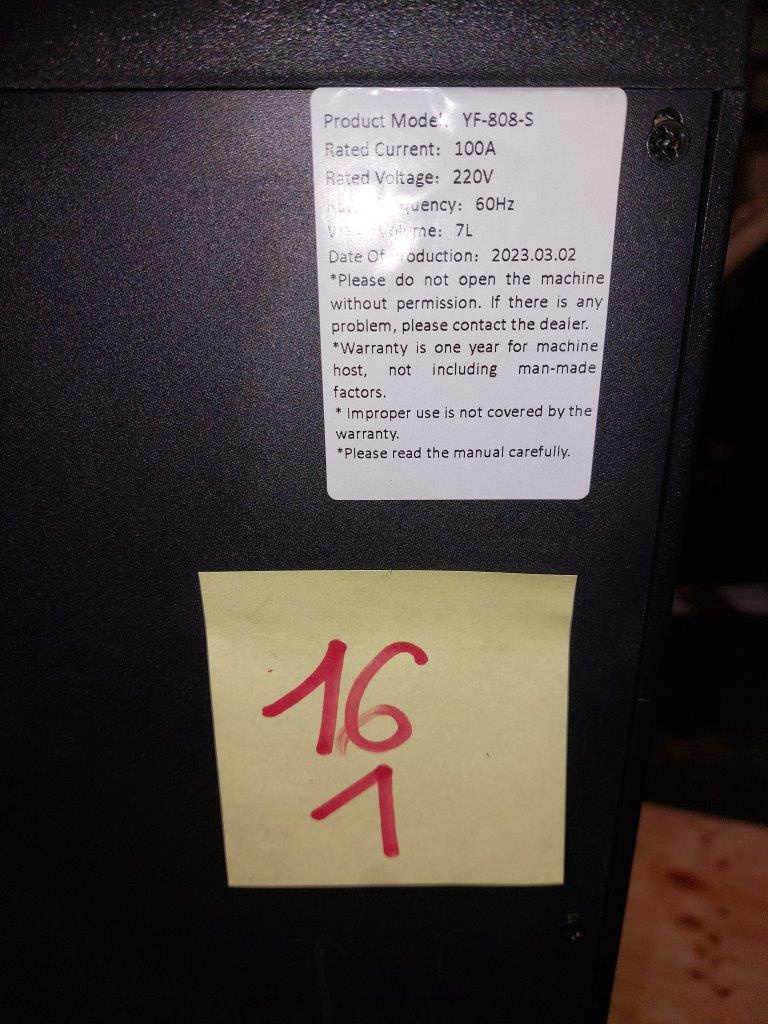 Product Model: YF-808-S
Rated Current: 100A
Rated Voltage: 220V
60Hz
7L
Date Of Production: 2023.03.02
*Please do not open the machine
without permission. If there is any
problem, please contact the dealer.
*Warranty is one year for machine
host, not including man-made
factors.
* Improper use is not covered by the
warranty.
*Please read the manual carefully.
16
1